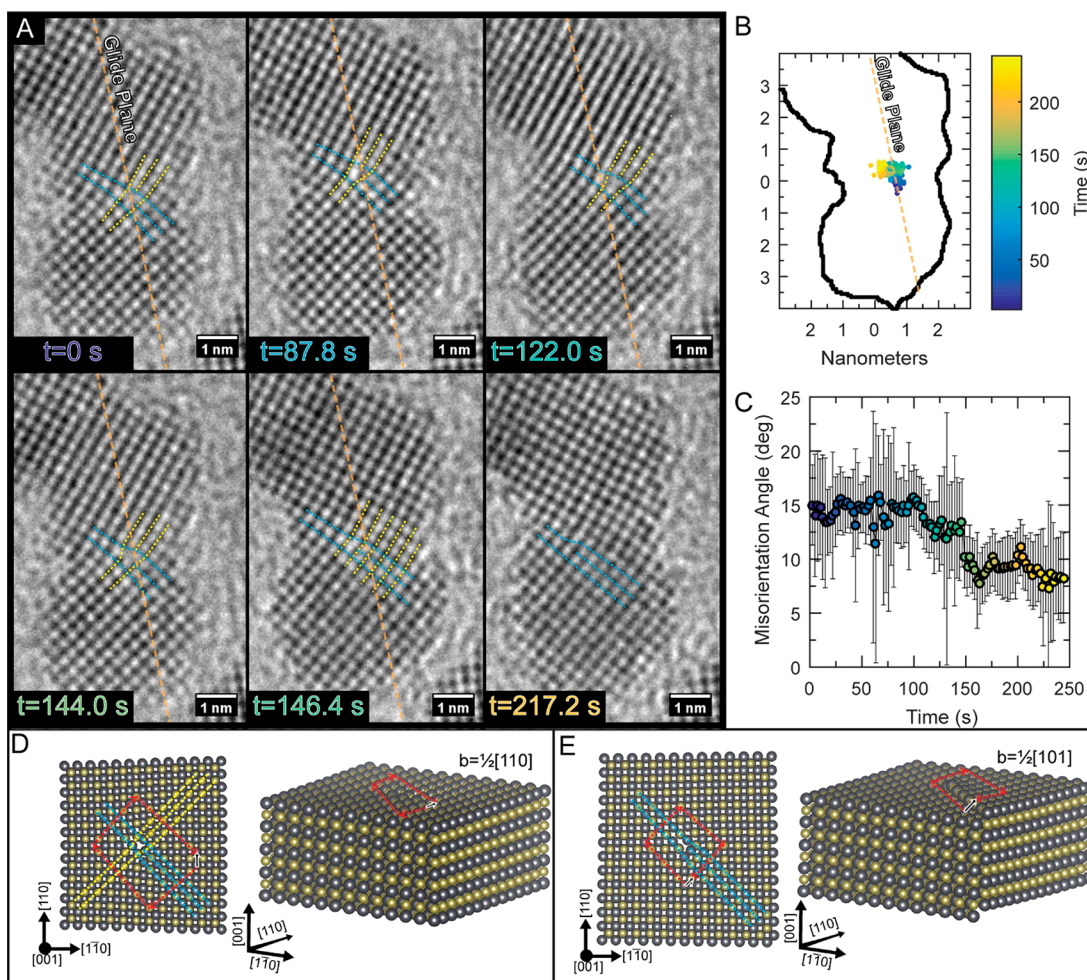 A
Glide Plane
t=0 s
1 nm
t=87.8 s
1 nm
t=122.0 s
1 nm
t=144.0 s
1 nm
t=146.4 s
1 nm
t=217.2 s
1 nm
B
Glide Plane
3
2
1
0
1
2
3
2 1 0 1 2
Nanometers
200
150
100
50
Time (s)
C
25
20
15
10
5
0
Misorientation Angle (deg)
0 50 100 150 200 250
Time (s)
D
b=½[110]
[110]
[001]
[11̅0]
[001]
[110]
[11̅0]
E
b=½[101]
[110]
[001]
[11̅0]
[001]
[110]
[11̅0]